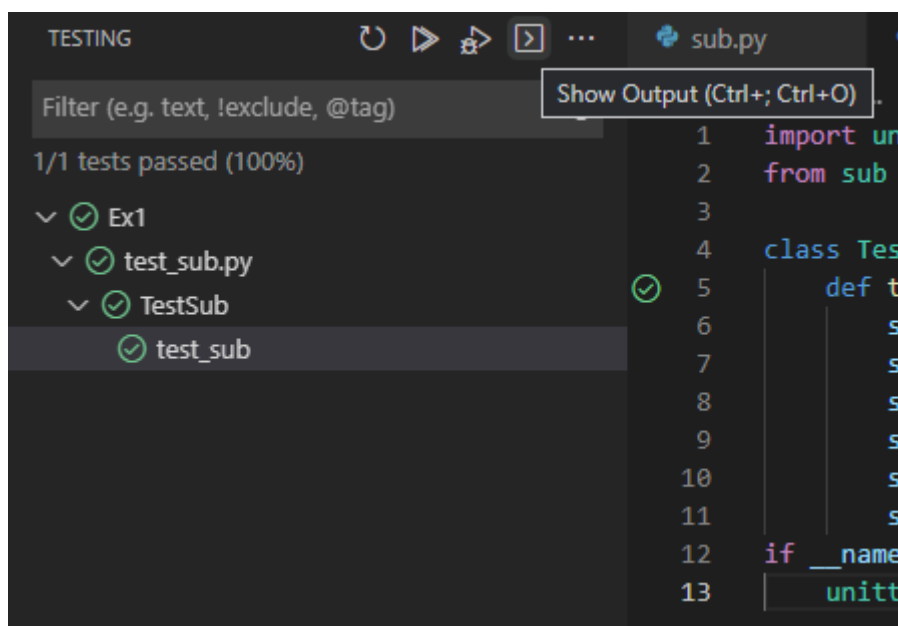 TESTING
sub.py
Show Output (Ctrl+; Ctrl+O)
Filter (e.g. text, !exclude, @tag)
1/1 tests passed (100%)
Ex1
test_sub.py
TestSub
test_sub
1 import un
2 from sub
3
4 class Tes
5 def t
6 s
7 s
8 s
9 s
10 s
11 s
12 if __name
13 unitt